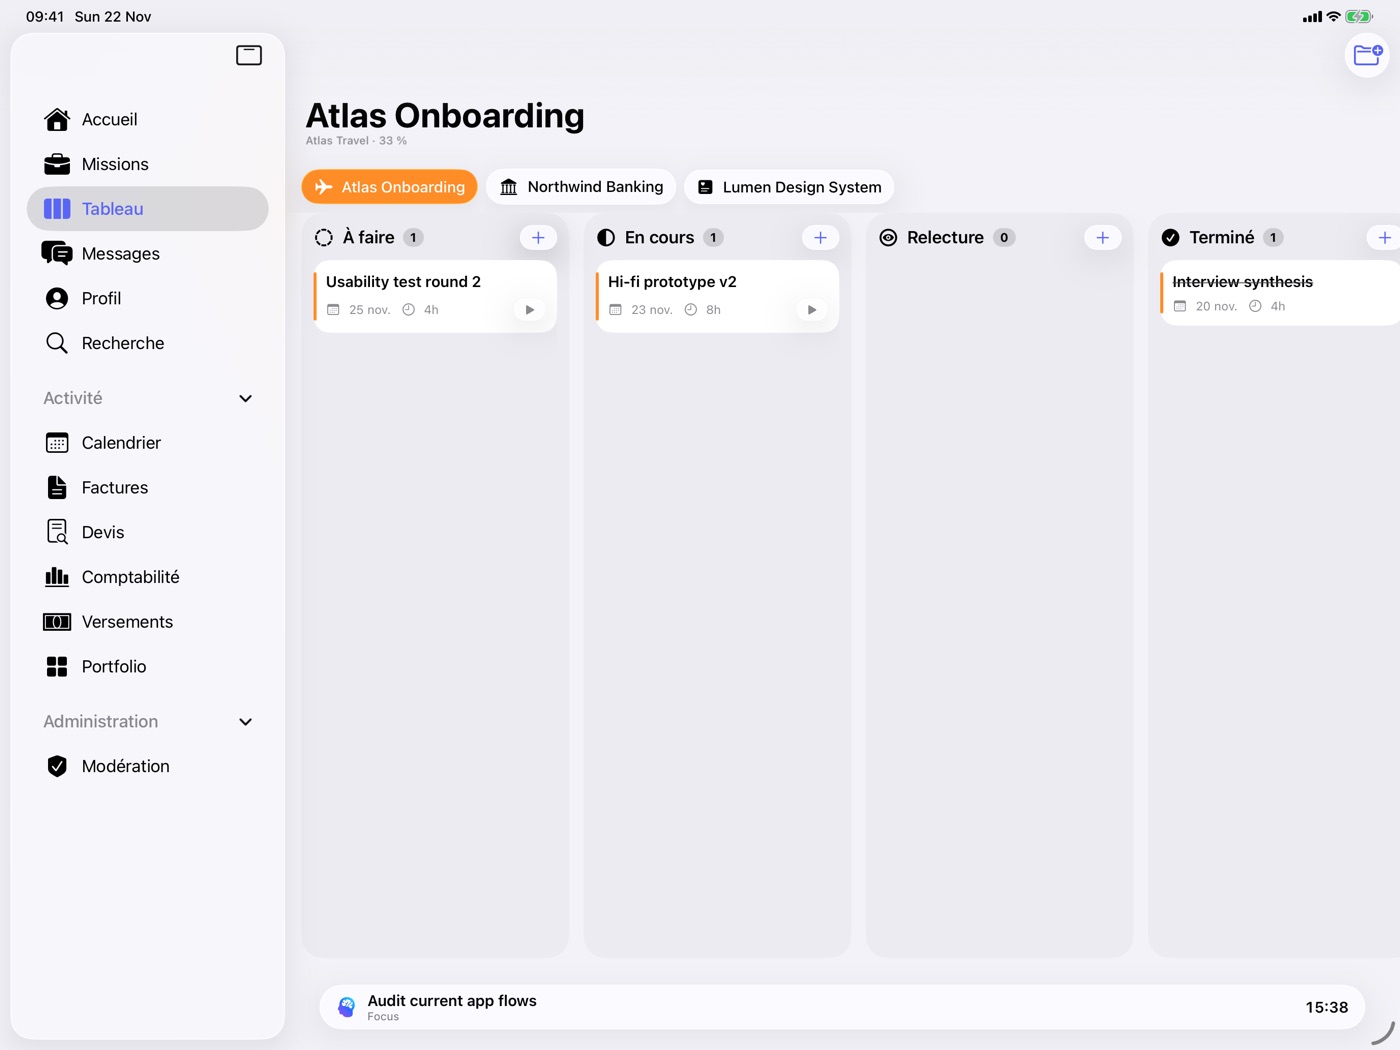 09:41 Sun 22 Nov
Accueil
Missions
Tableau
Messages
Profil
Recherche
Activité
Calendrier
Factures
Devis
Comptabilité
Versements
Portfolio
Administration
Modération
Atlas Onboarding
Atlas Travel · 33 %
Atlas Onboarding
Northwind Banking
Lumen Design System
À faire 1
Usability test round 2
25 nov. 4h
En cours 1
Hi-fi prototype v2
23 nov. 8h
Relecture 0
Terminé 1
Interview synthesis
20 nov. 4h
Audit current app flows
Focus
15:38